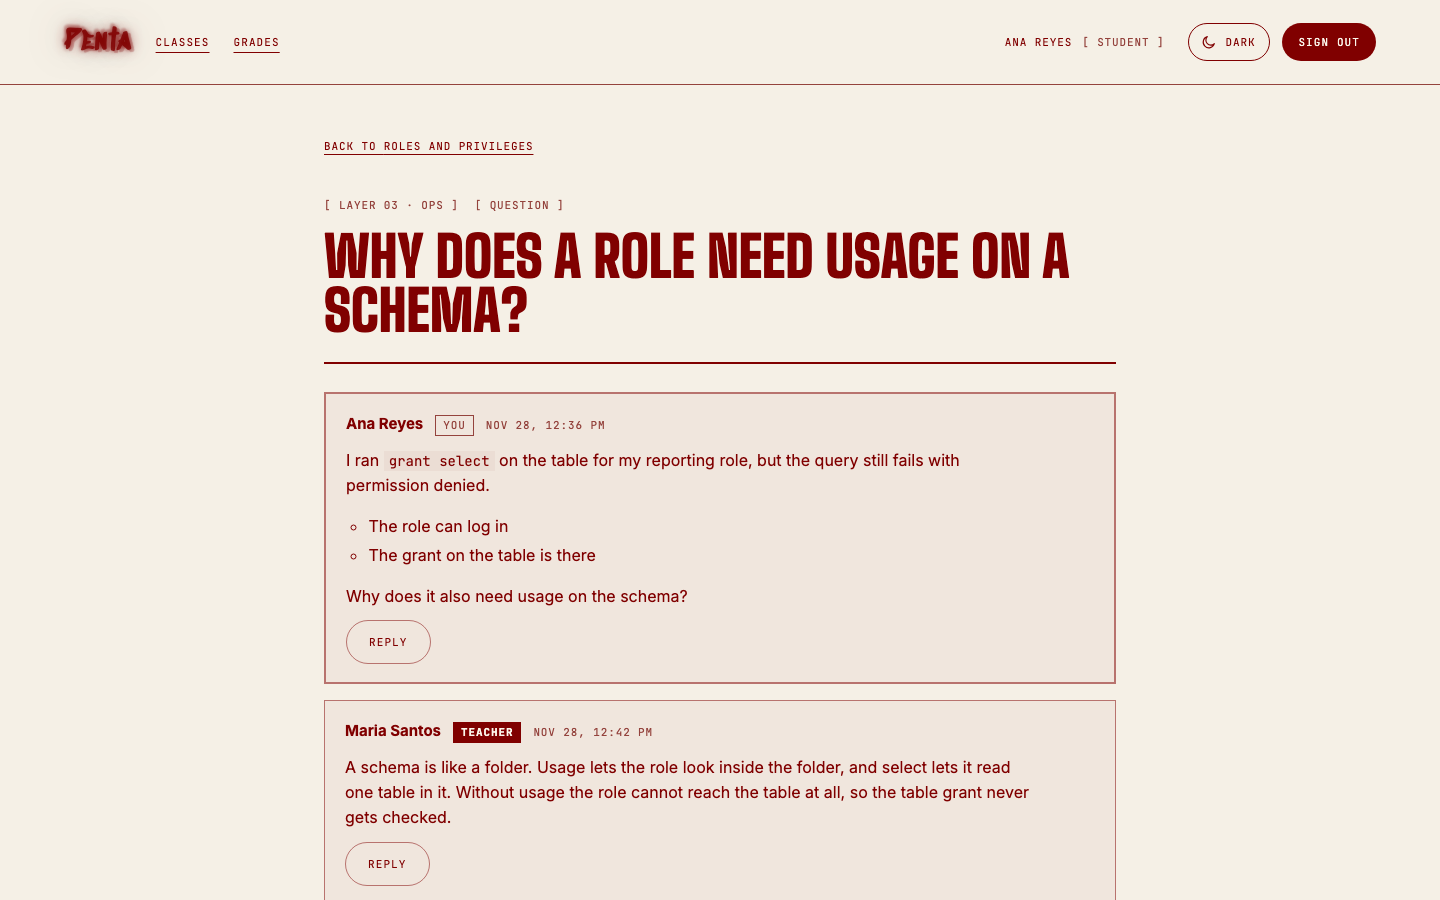 PENTA
CLASSES
GRADES
ANA REYES [ STUDENT ]
DARK
SIGN OUT
BACK TO ROLES AND PRIVILEGES
[ LAYER 03 · OPS ] [ QUESTION ]
WHY DOES A ROLE NEED USAGE ON A
SCHEMA?
Ana Reyes YOU NOV 28, 12:36 PM
I ran grant select on the table for my reporting role, but the query still fails with
permission denied.
The role can log in
The grant on the table is there
Why does it also need usage on the schema?
REPLY
Maria Santos TEACHER NOV 28, 12:42 PM
A schema is like a folder. Usage lets the role look inside the folder, and select lets it read
one table in it. Without usage the role cannot reach the table at all, so the table grant never
gets checked.
REPLY